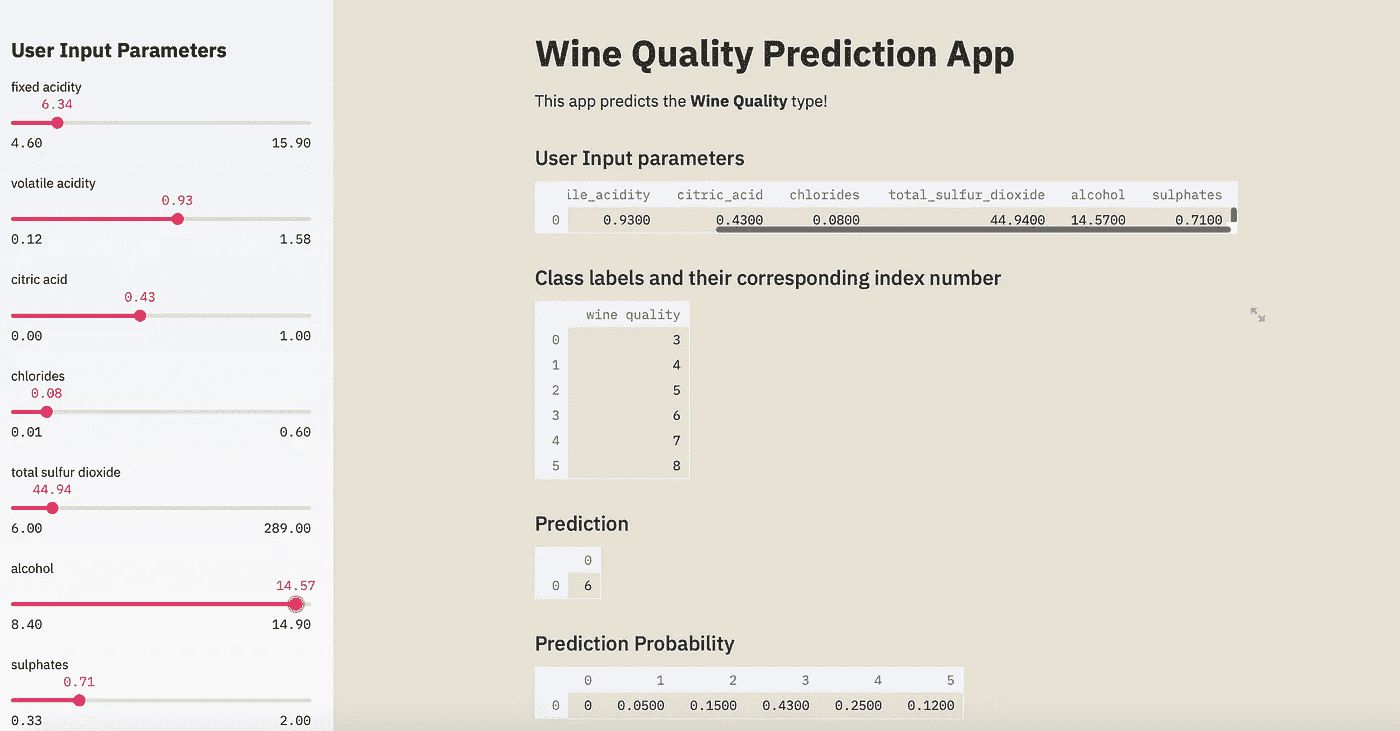 User Input Parameters
fixed acidity
6.34
4.60 15.90
volatile acidity
0.93
0.12 1.58
citric acid
0.43
0.00 1.00
chlorides
0.08
0.01 0.60
total sulfur dioxide
44.94
6.00 289.00
alcohol
14.57
8.40 14.90
sulphates
0.71
0.33 2.00
Wine Quality Prediction App
This app predicts the Wine Quality type!
User Input parameters
ile_acidity citric_acid chlorides total_sulfur_dioxide alcohol sulphates
0 0.9300 0.4300 0.0800 44.9400 14.5700 0.7100
Class labels and their corresponding index number
wine quality
0 3
1 4
2 5
3 6
4 7
5 8
Prediction
0
0 6
Prediction Probability
0 1 2 3 4 5
0 0 0.0500 0.1500 0.4300 0.2500 0.1200